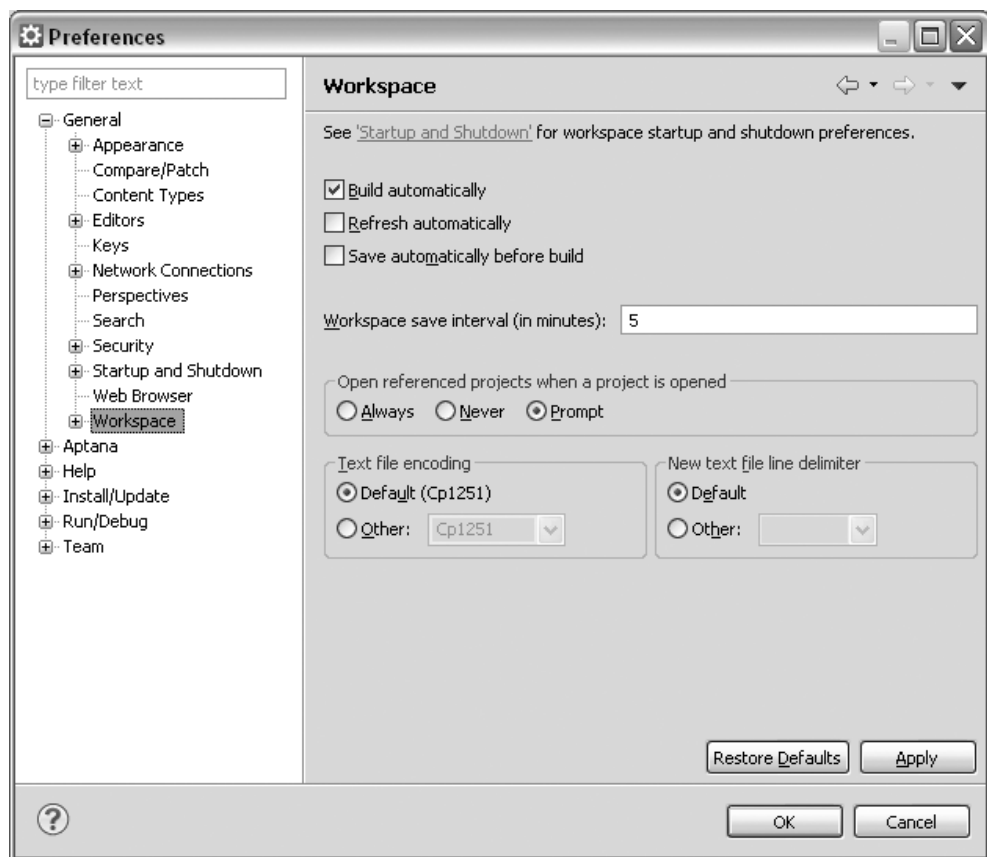 Preferences
type filter text
General
Appearance
Compare/Patch
Content Types
Editors
Keys
Network Connections
Perspectives
Search
Security
Startup and Shutdown
Web Browser
Workspace
Aptana
Help
Install/Update
Run/Debug
Team
Workspace
See 'Startup and Shutdown' for workspace startup and shutdown preferences.
Build automatically
Refresh automatically
Save automatically before build
Workspace save interval (in minutes): 5
Open referenced projects when a project is opened
Always Never Prompt
Text file encoding
Default (Cp1251)
Other: Cp1251
New text file line delimiter
Default
Other:
Restore Defaults Apply
? OK Cancel